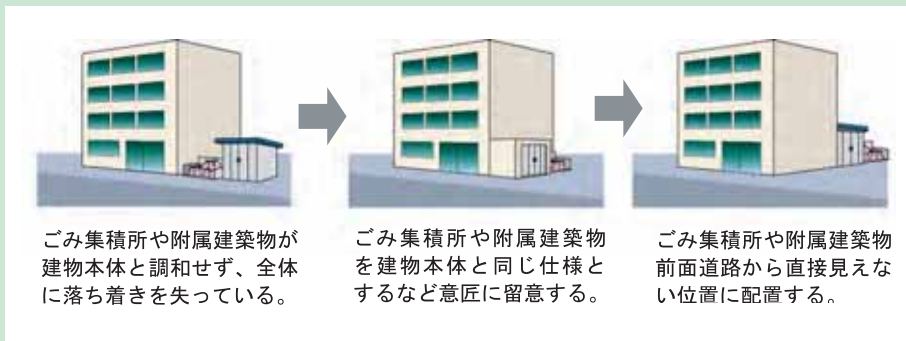 ごみ集積所や附属建築物が
建物本体と調和せず、全体
に落ち着きを失っている。
ごみ集積所や附属建築物
を建物本体と同じ仕様と
するなど意匠に留意する。
ごみ集積所や附属建築物
前面道路から直接見えな
い位置に配置する。